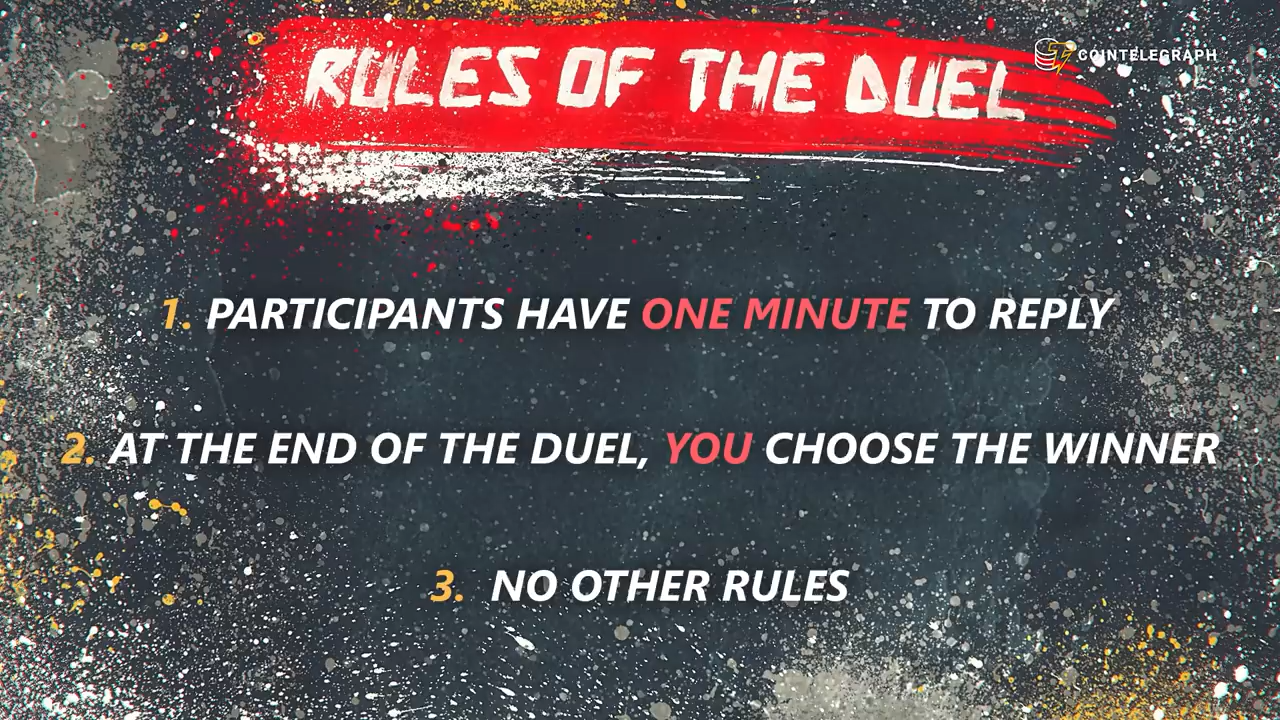 RULES OF THE DUEL
COINTELEGRAPH
1. PARTICIPANTS HAVE ONE MINUTE TO REPLY
2. AT THE END OF THE DUEL, YOU CHOOSE THE WINNER
3. NO OTHER RULES